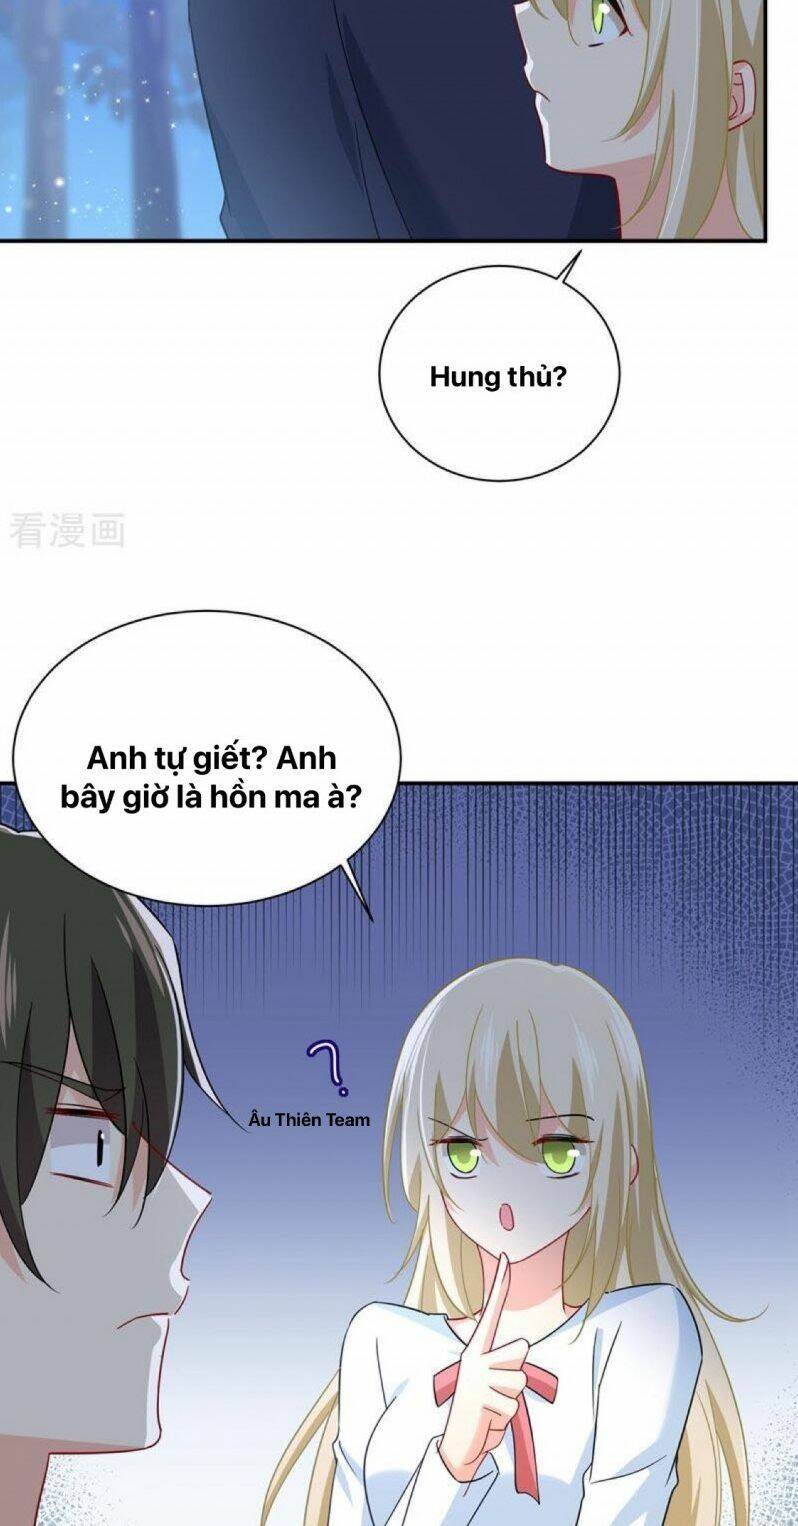 Hung thủ?
看漫画
Anh tự giết? Anh
bây giờ là hồn ma à?
?
Âu Thiên Team